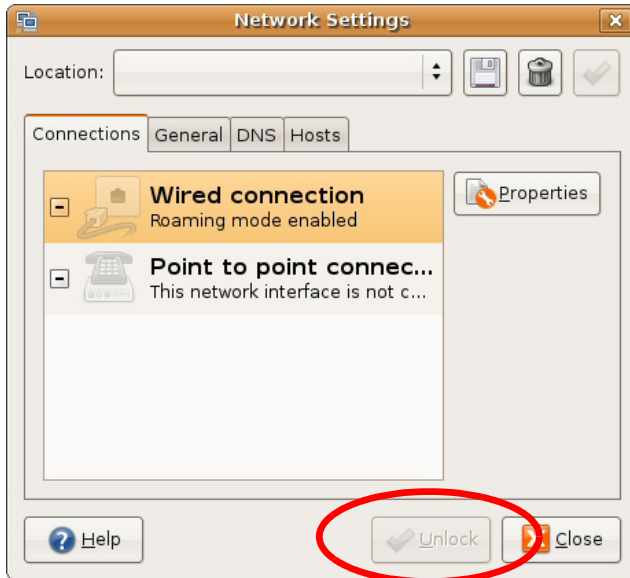 Network Settings
Location:
Connections General DNS Hosts
Wired connection
Roaming mode enabled
Properties
Point to point connec...
This network interface is not c...
Help Unlock Close